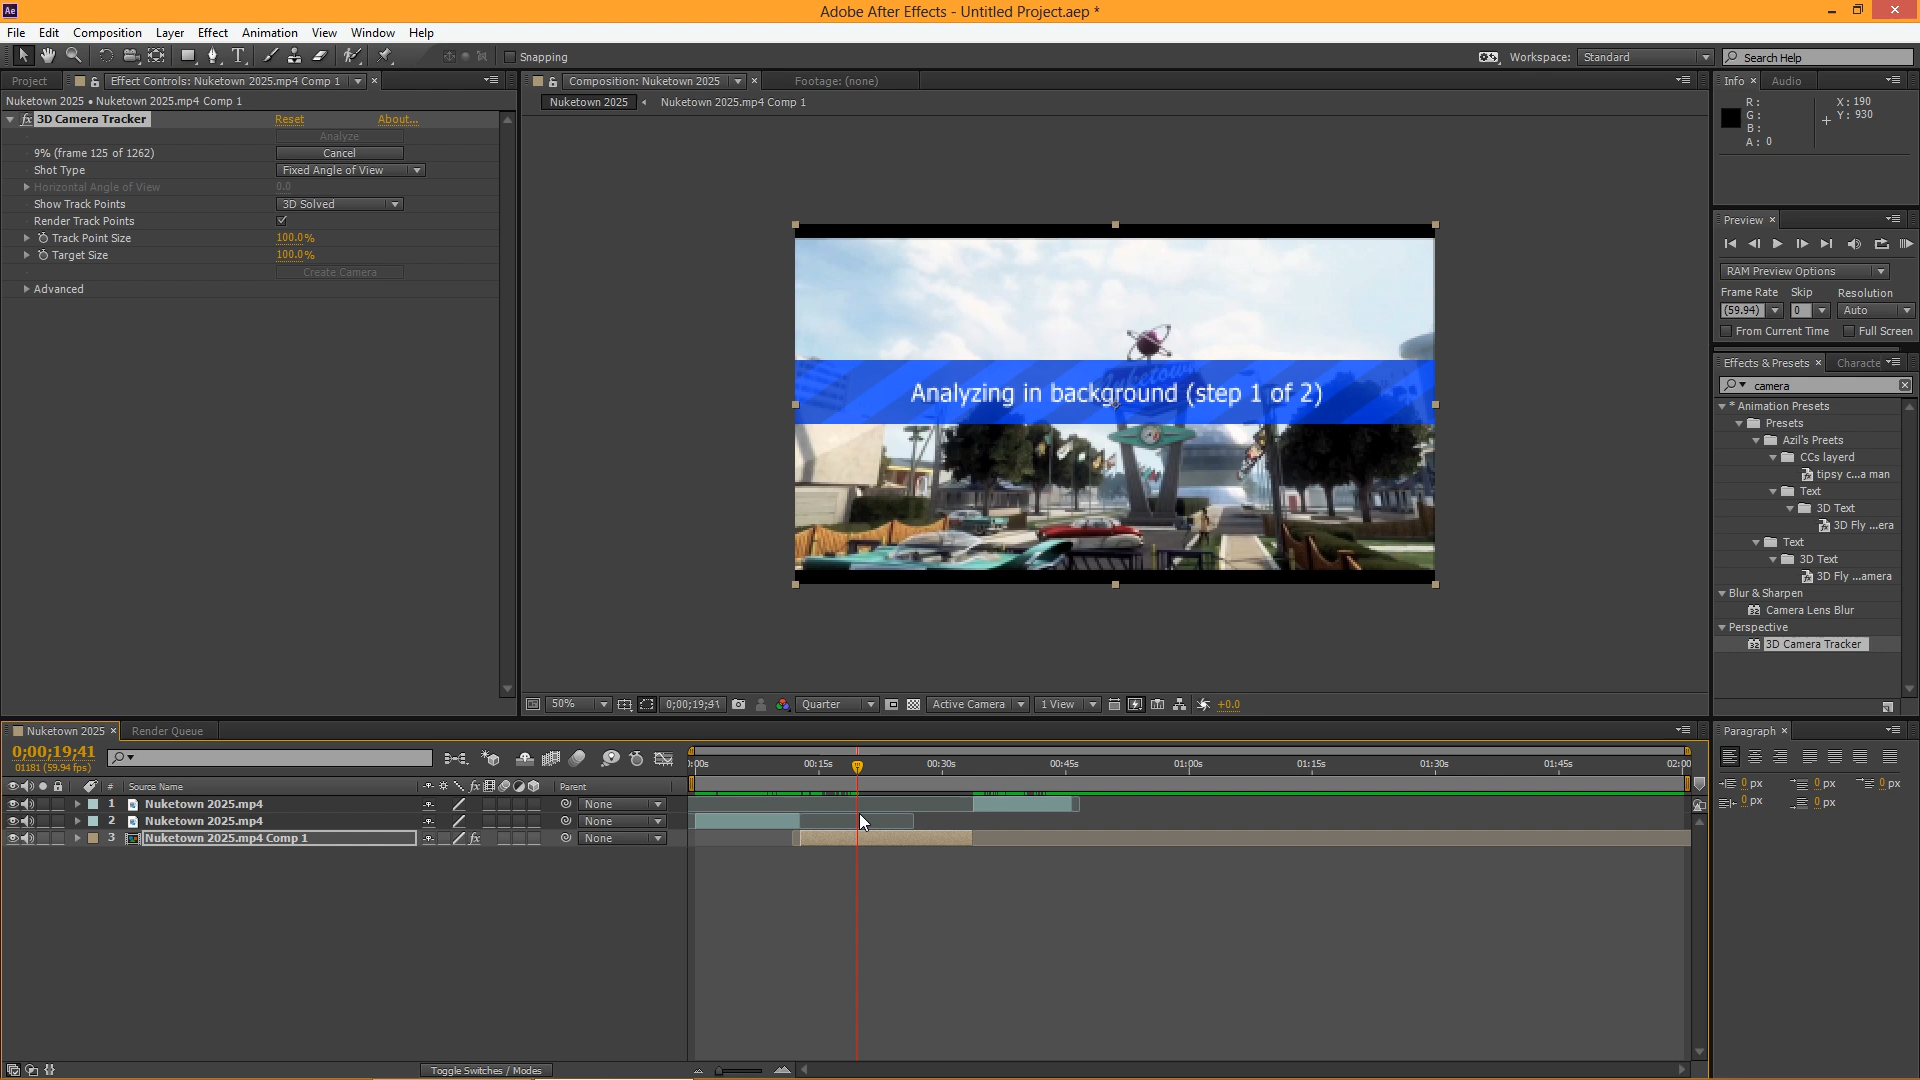 Ae
Adobe After Effects - Untitled Project.aep *
File Edit Composition Layer Effect Animation View Window Help
T Snapping
Workspace: Standard Search Help
Project Effect Controls: Nuketown 2025.mp4 Comp 1
Nuketown 2025 • Nuketown 2025.mp4 Comp 1
fx 3D Camera Tracker Reset About...
Analyze
9% (frame 125 of 1262) Cancel
Shot Type Fixed Angle of View
Horizontal Angle of View 0.0
Show Track Points 3D Solved
Render Track Points
Track Point Size 100.0%
Target Size 100.0%
Create Camera
Advanced
Composition: Nuketown 2025 Footage: (none)
Nuketown 2025 Nuketown 2025.mp4 Comp 1
Analyzing in background (step 1 of 2)
50% 0;00;19;41 Quarter Active Camera 1 View +0.0
Info Audio
R: X: 190
G: Y: 930
B:
A: 0
Preview
RAM Preview Options
Frame Rate Skip Resolution
(59.94) 0 Auto
From Current Time Full Screen
Effects & Presets Characte
camera
* Animation Presets
Presets
Azil's Preets
CCs layerd
tipsy c...a man
Text
3D Text
3D Fly ...era
Text
3D Text
3D Fly ...amera
Blur & Sharpen
32 Camera Lens Blur
Perspective
32 3D Camera Tracker
Nuketown 2025 Render Queue
0;00;19;41
01181 (59.94 fps)
):00s 00:15s 00:30s 00:45s 01:00s 01:15s 01:30s 01:45s 02:00
# Source Name fx Parent
1 Nuketown 2025.mp4 None
2 Nuketown 2025.mp4 None
3 Nuketown 2025.mp4 Comp 1 fx None
Toggle Switches / Modes
Paragraph
0 px 0 px 0 px
0 px 0 px